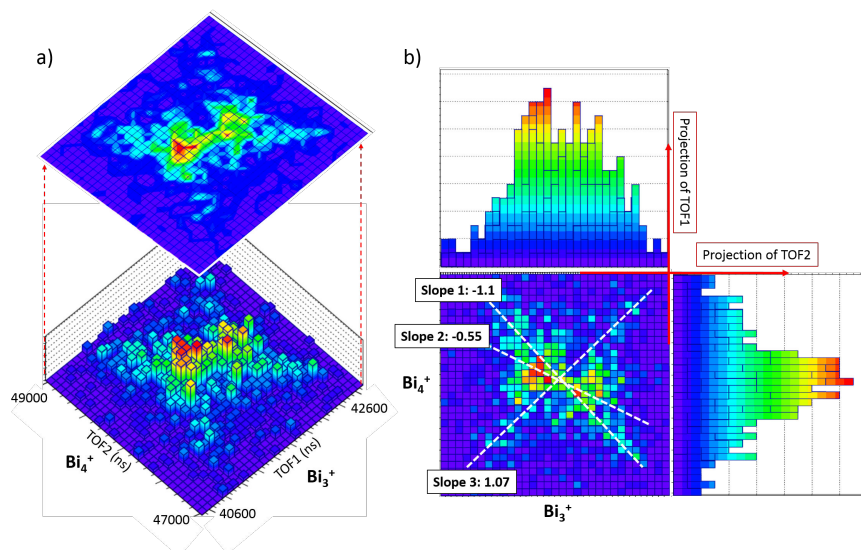 a)
b)
Projection of TOF1
Projection of TOF2
Slope 1: -1.1
Slope 2: -0.55
Bi₄⁺
Slope 3: 1.07
Bi₃⁺
49000
42600
TOF2 (ns)
TOF1 (ns)
Bi₄⁺
Bi₃⁺
47000
40600